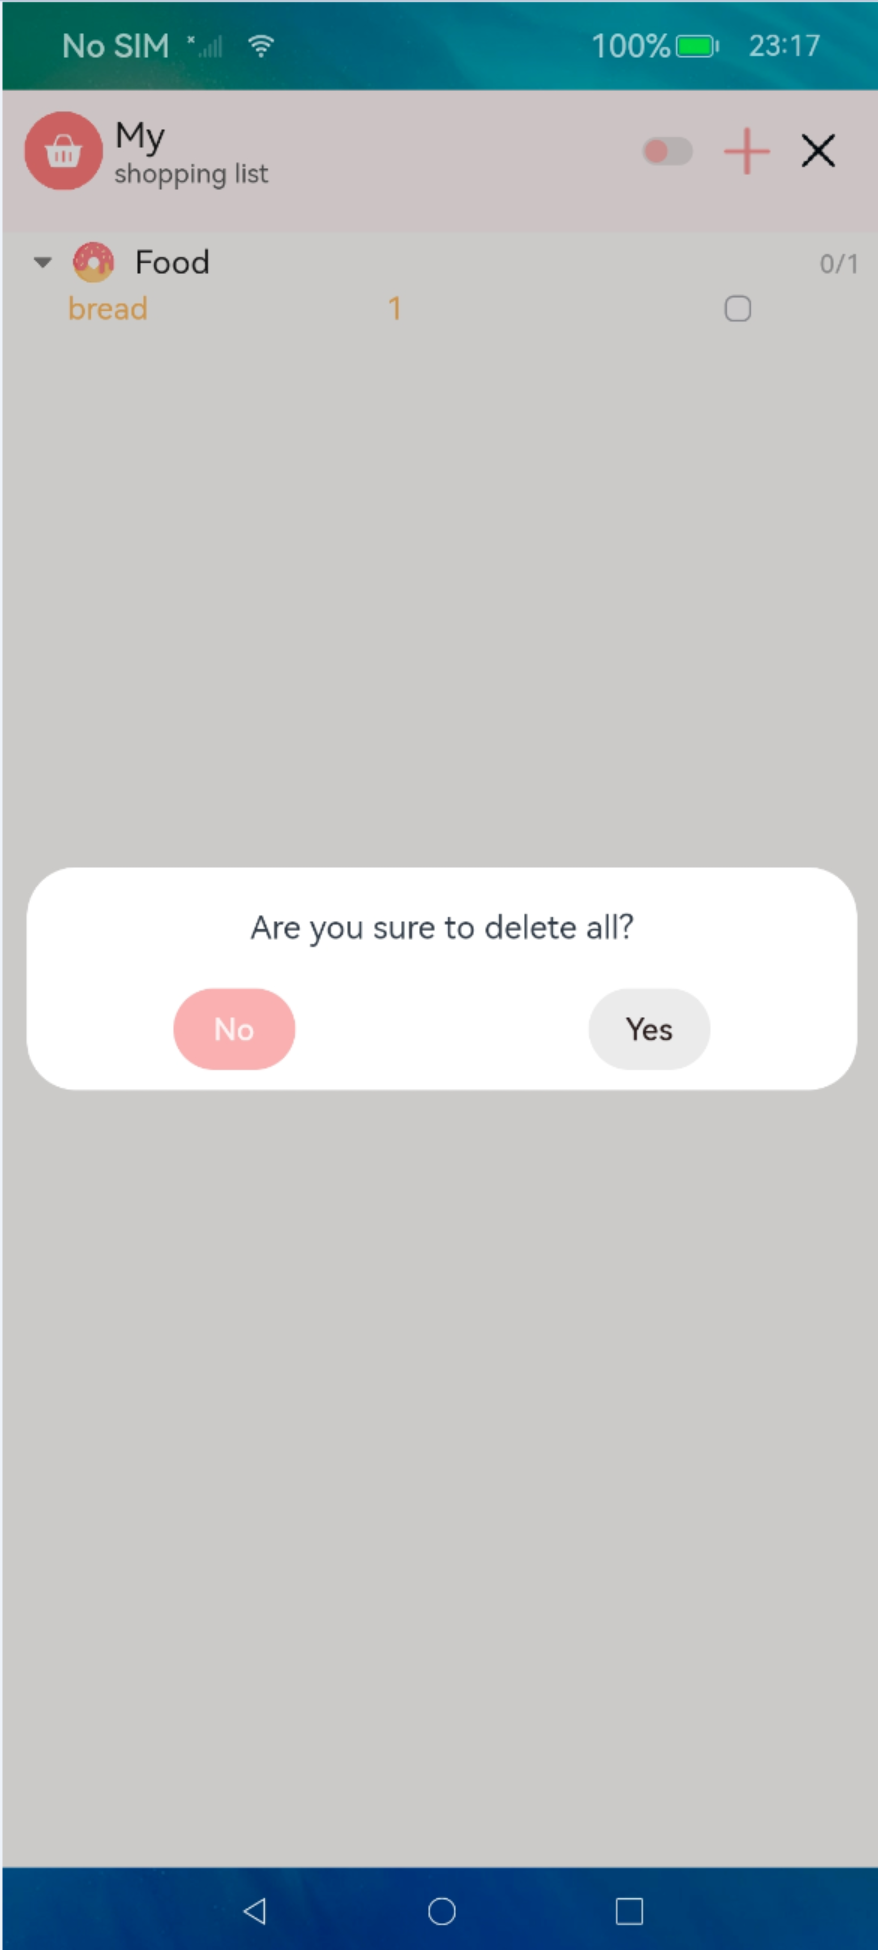 No SIM 100% 23:17
My
shopping list
Food 0/1
bread 1
Are you sure to delete all?
No Yes